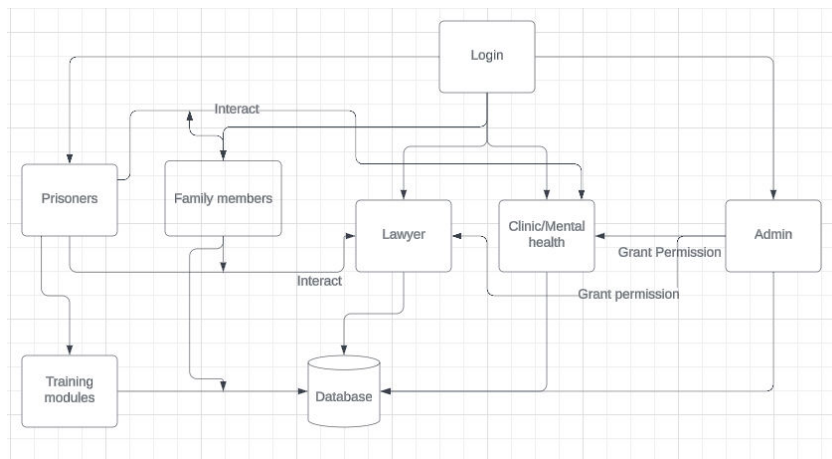 Login
Interact
Prisoners
Family members
Lawyer
Clinic/Mental
health
Admin
Grant Permission
Interact
Grant permission
Training
modules
Database